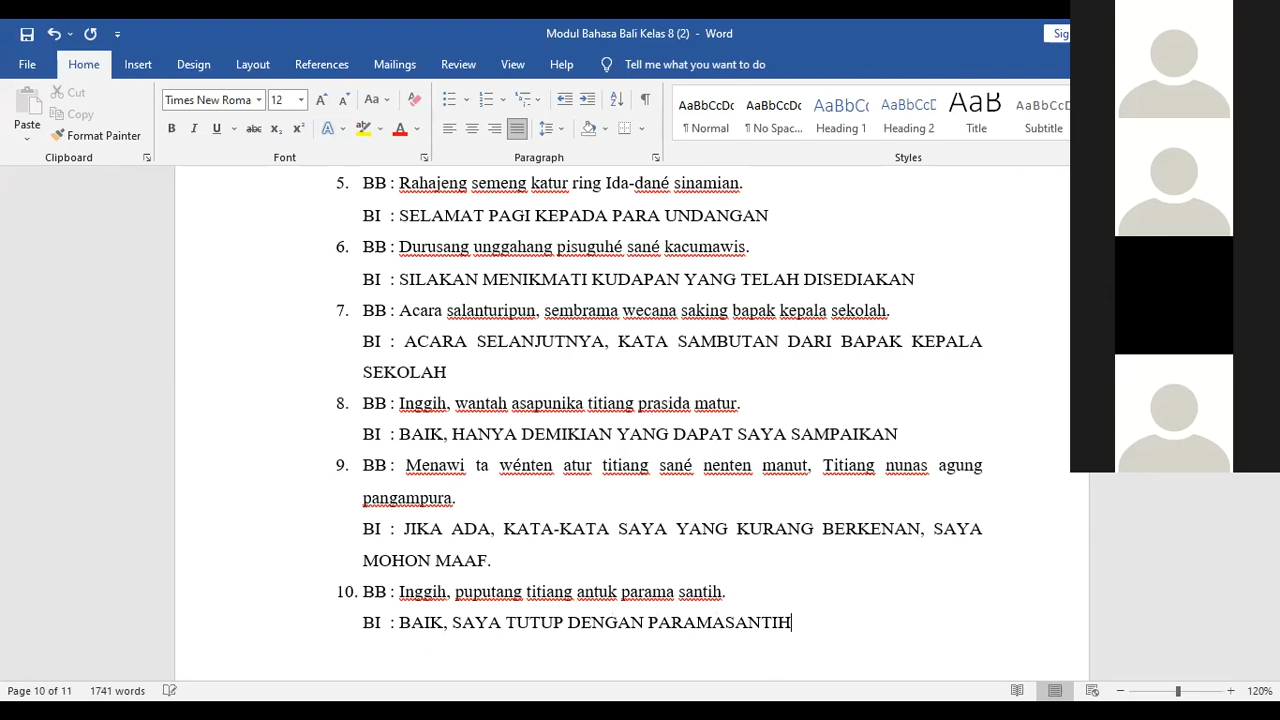 Modul Bahasa Bali Kelas 8 (2) - Word
Sig
File Home Insert Design Layout References Mailings Review View Help Tell me what you want to do
Paste
Cut
Copy
Format Painter
Clipboard
Times New Roma 12
Font
Paragraph
AaBbCcDc AaBbCcDc AaBbCcD AaBbCcD AaB AaBbCcD
¶ Normal ¶ No Spac... Heading 1 Heading 2 Title Subtitle
Styles
5. BB : Rahajeng semeng katur ring Ida-dané sinamian.
BI : SELAMAT PAGI KEPADA PARA UNDANGAN
6. BB : Durusang unggahang pisuguhé sané kacumawis.
BI : SILAKAN MENIKMATI KUDAPAN YANG TELAH DISEDIAKAN
7. BB : Acara salanturipun, sembrama wecana saking bapak kepala sekolah.
BI : ACARA SELANJUTNYA, KATA SAMBUTAN DARI BAPAK KEPALA
SEKOLAH
8. BB : Inggih, wantah asapunika titiang prasida matur.
BI : BAIK, HANYA DEMIKIAN YANG DAPAT SAYA SAMPAIKAN
9. BB : Menawi ta wénten atur titiang sané nenten manut, Titiang nunas agung
pangampura.
BI : JIKA ADA, KATA-KATA SAYA YANG KURANG BERKENAN, SAYA
MOHON MAAF.
10. BB : Inggih, puputang titiang antuk parama santih.
BI : BAIK, SAYA TUTUP DENGAN PARAMASANTIH
Page 10 of 11 1741 words 120%